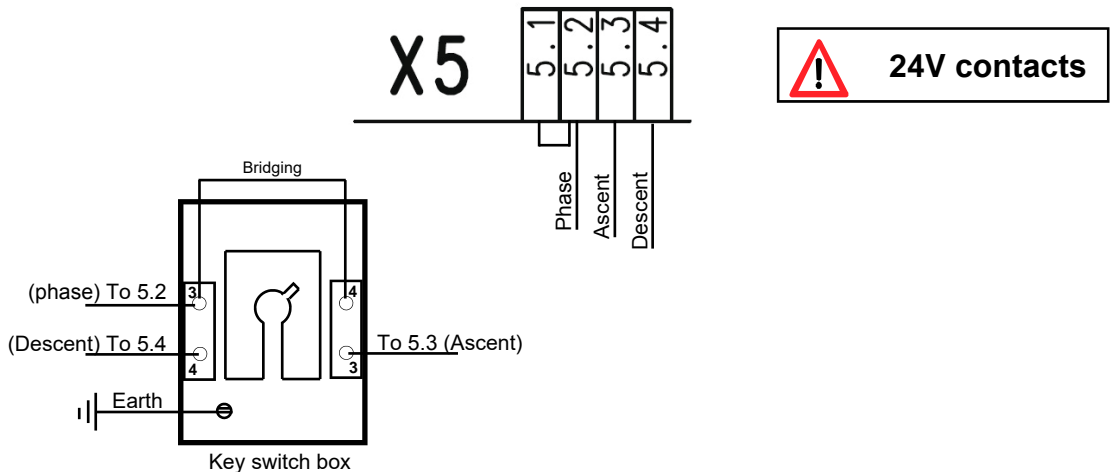 X5
5.1
5.2
5.3
5.4
24V contacts
Phase
Ascent
Descent
Bridging
(phase) To 5.2
3
4
(Descent) To 5.4
To 5.3 (Ascent)
4
3
Earth
Key switch box